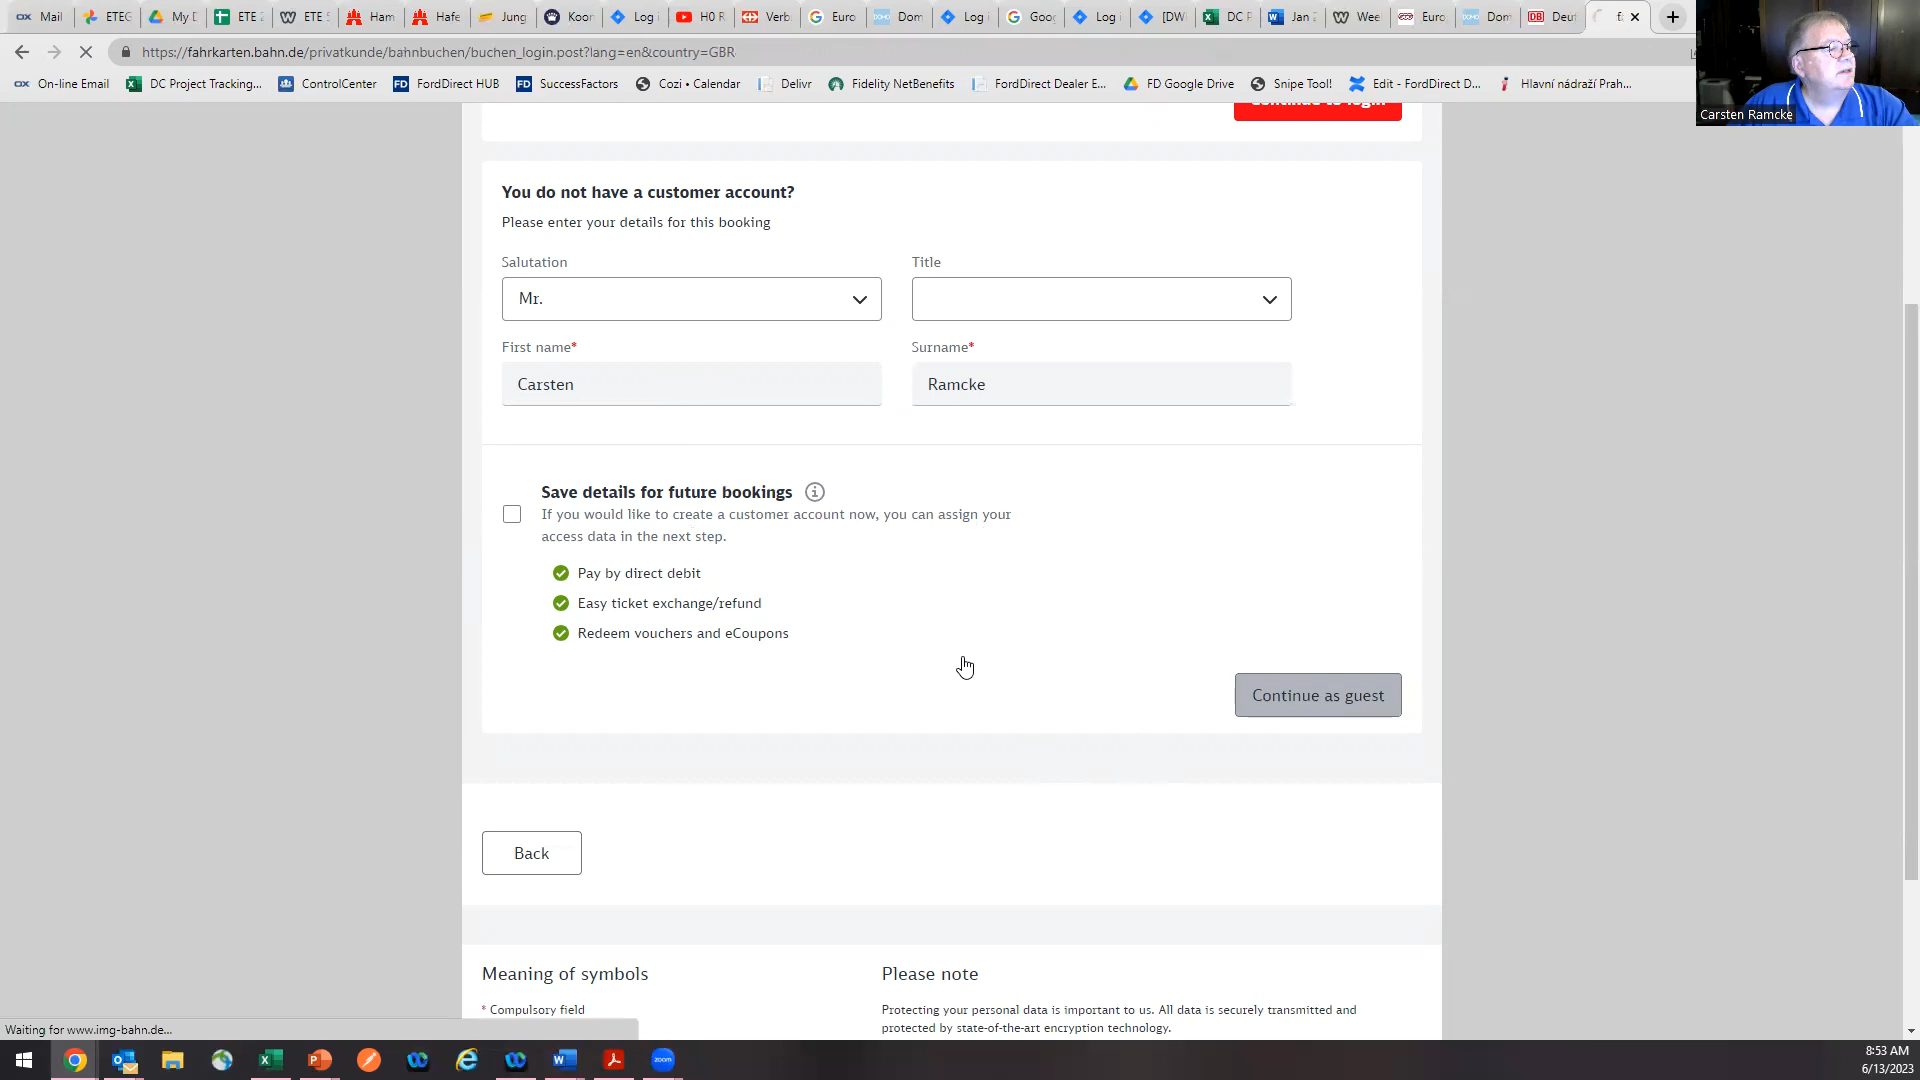 Mail
ETEG
My D
ETE 2
ETE S
Ham
Hafe
Jung
Koor
Log i
H0 R
Verb
Euro
Dom
Log i
Goog
Log i
[DW
DC P
Jan 2
Wee
Euro
Dom
Deut
https://fahrkarten.bahn.de/privatkunde/bahnbuchen/buchen_login.post?lang=en&country=GBR
On-line Email
DC Project Tracking...
ControlCenter
FordDirect HUB
SuccessFactors
Cozi • Calendar
Delivr
Fidelity NetBenefits
FordDirect Dealer E...
FD Google Drive
Snipe Tool!
Edit - FordDirect D...
Hlavní nádraží Prah...
Carsten Ramcke
Continue to login
You do not have a customer account?
Please enter your details for this booking
Salutation
Title
Mr.
First name*
Surname*
Carsten
Ramcke
Save details for future bookings
If you would like to create a customer account now, you can assign your
access data in the next step.
Pay by direct debit
Easy ticket exchange/refund
Redeem vouchers and eCoupons
Continue as guest
Back
Meaning of symbols
Please note
* Compulsory field
Protecting your personal data is important to us. All data is securely transmitted and
protected by state-of-the-art encryption technology.
Waiting for www.img-bahn.de...
8:53 AM
6/13/2023